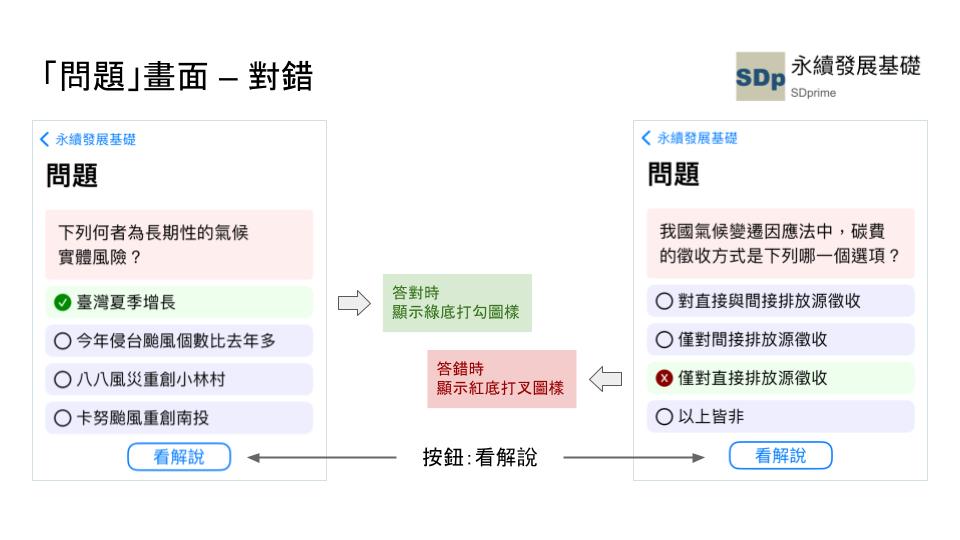 「問題」畫面 – 對錯
SDp
永續發展基礎
SDprime
永續發展基礎
問題
下列何者為長期性的氣候
實體風險？
臺灣夏季增長
今年侵台颱風個數比去年多
八八風災重創小林村
卡努颱風重創南投
看解說
答對時
顯示綠底打勾圖樣
答錯時
顯示紅底打叉圖樣
按鈕：看解說
永續發展基礎
問題
我國氣候變遷因應法中，碳費
的徵收方式是下列哪一個選項？
對直接與間接排放源徵收
僅對間接排放源徵收
僅對直接排放源徵收
以上皆非
看解說